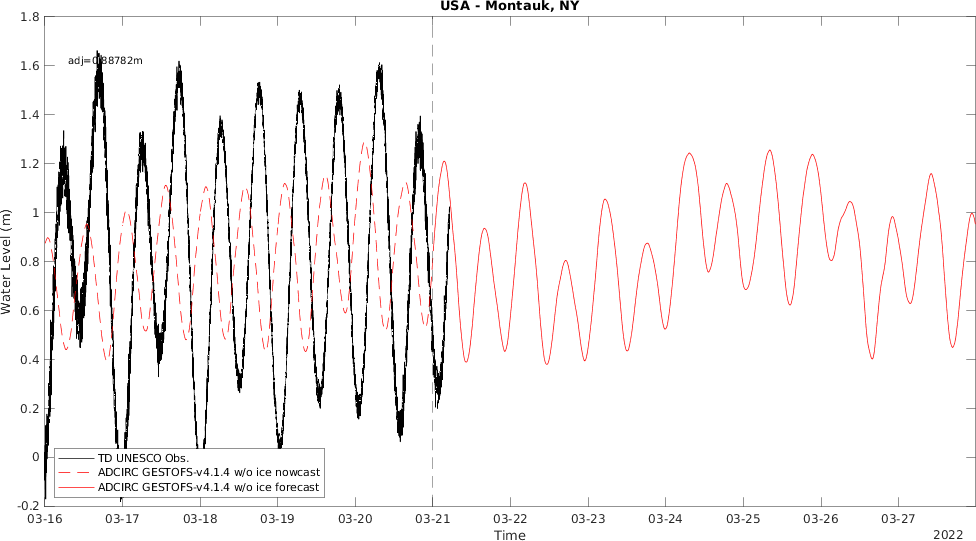 USA - Montauk, NY
1.8
1.6
1.4
1.2
1
0.8
0.6
0.4
0.2
0
-0.2
Water Level (m)
adj=0.88782m
TD UNESCO Obs.
ADCIRC GESTOFS-v4.1.4 w/o ice nowcast
ADCIRC GESTOFS-v4.1.4 w/o ice forecast
03-16 03-17 03-18 03-19 03-20 03-21 03-22 03-23 03-24 03-25 03-26 03-27
Time
2022